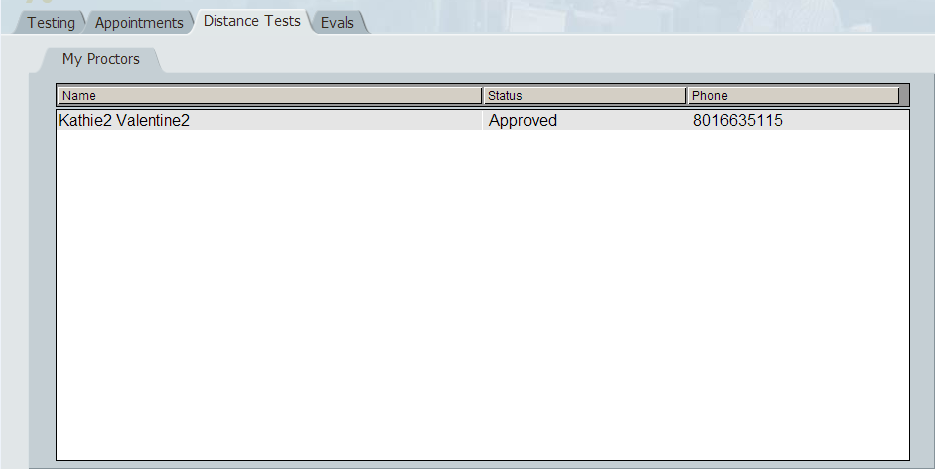 Testing Appointments Distance Tests Evals
My Proctors
Name Status Phone
Kathie2 Valentine2 Approved 8016635115